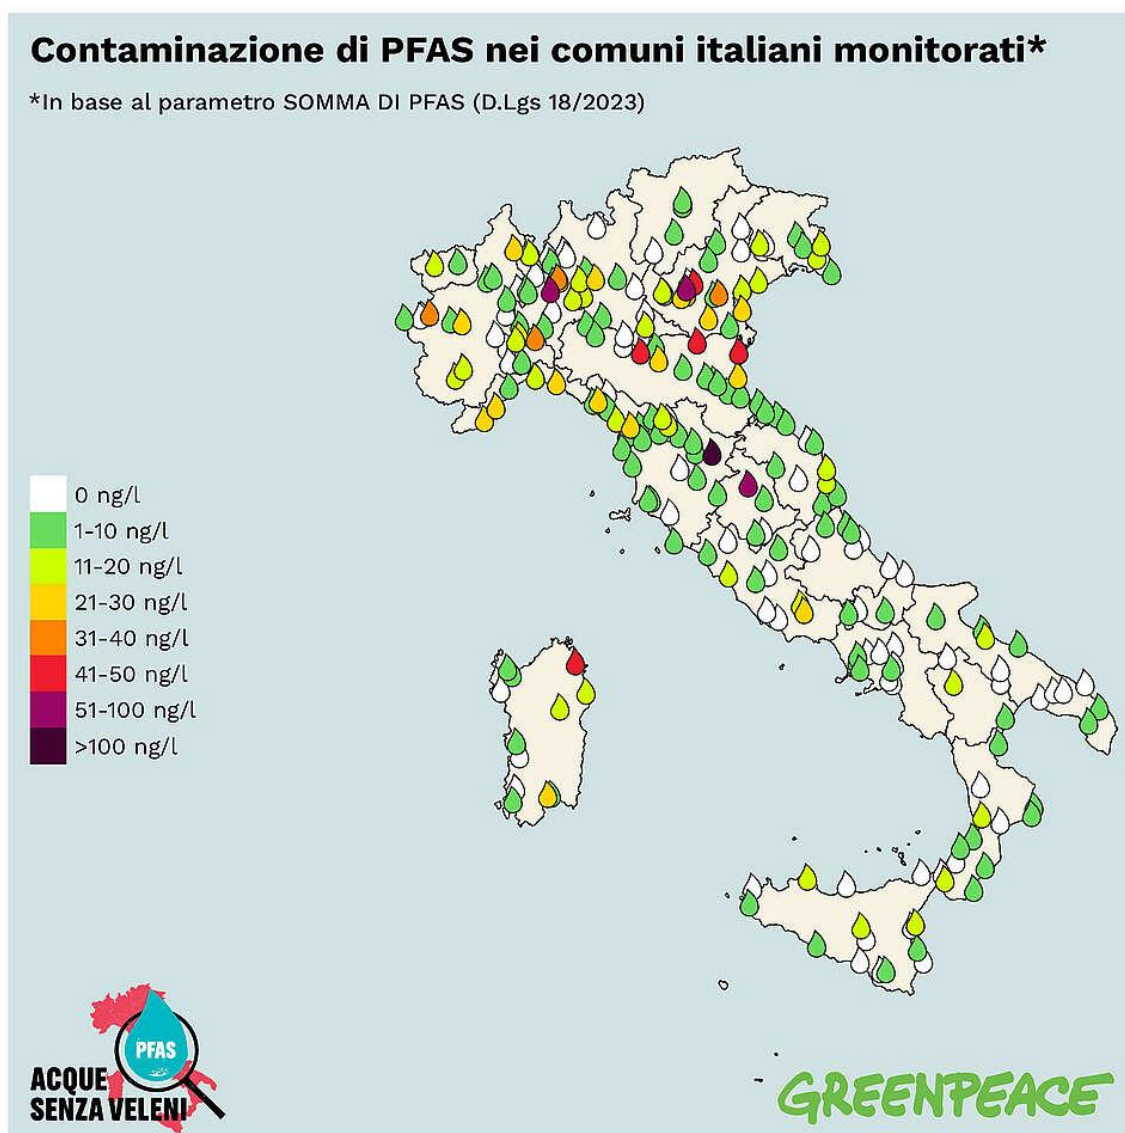 Contaminazione di PFAS nei comuni italiani monitorati*
*In base al parametro SOMMA DI PFAS (D.Lgs 18/2023)
0 ng/l
1-10 ng/l
11-20 ng/l
21-30 ng/l
31-40 ng/l
41-50 ng/l
51-100 ng/l
>100 ng/l
PFAS
ACQUE
SENZA VELENI
GREENPEACE